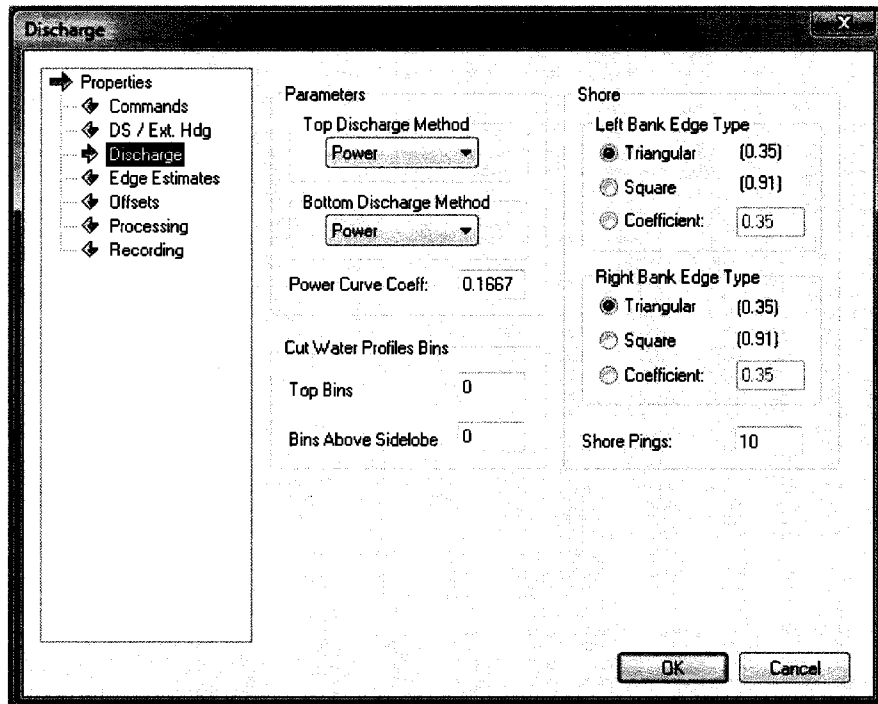 Discharge
X
Properties
Commands
DS / Ext. Hdg
Discharge
Edge Estimates
Offsets
Processing
Recording
Parameters
Top Discharge Method
Power
Bottom Discharge Method
Power
Power Curve Coeff: 0.1667
Cut Water Profiles Bins
Top Bins 0
Bins Above Sidelobe 0
Shore
Left Bank Edge Type
Triangular (0.35)
Square (0.91)
Coefficient: 0.35
Right Bank Edge Type
Triangular (0.35)
Square (0.91)
Coefficient: 0.35
Shore Pings: 10
OK Cancel